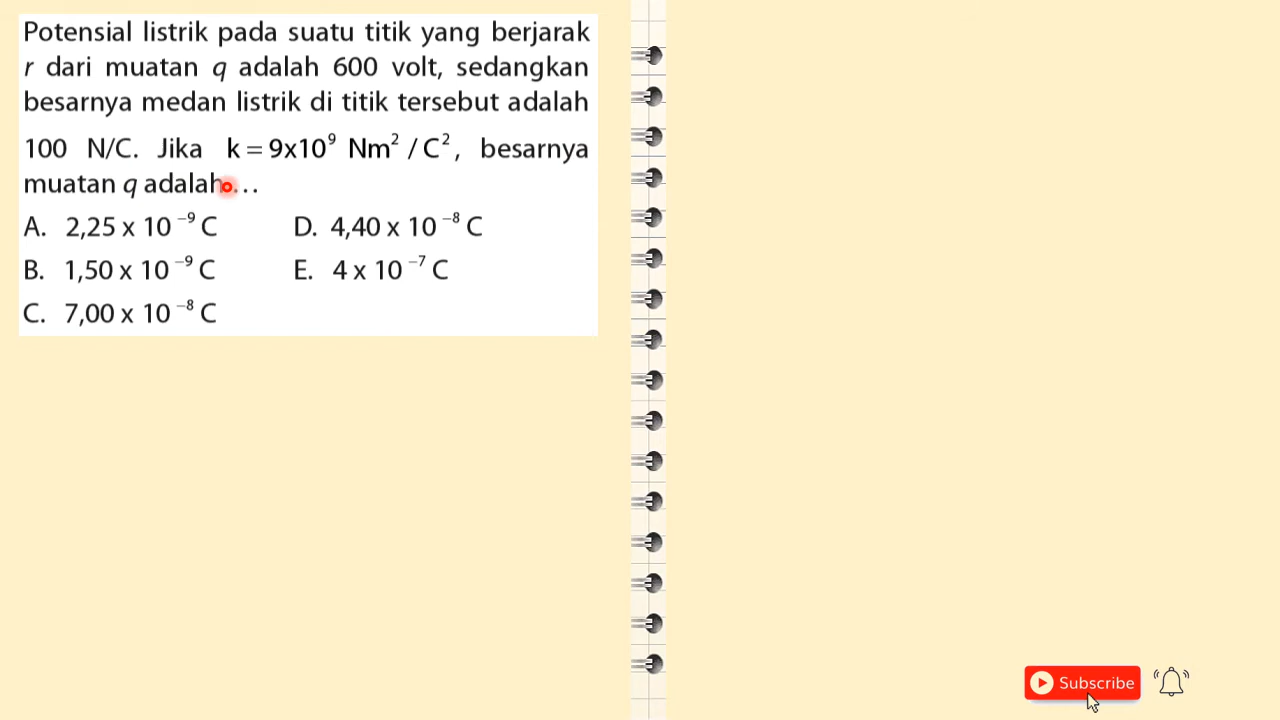 Potensial listrik pada suatu titik yang berjarak
r dari muatan q adalah 600 volt, sedangkan
besarnya medan listrik di titik tersebut adalah
100 N/C. Jika k = 9x10⁹ Nm² / C², besarnya
muatan q adalah…
A. 2,25 x 10 ⁻⁹ C
B. 1,50 x 10 ⁻⁹ C
C. 7,00 x 10 ⁻⁸ C
D. 4,40 x 10 ⁻⁸ C
E. 4 x 10 ⁻⁷ C
Subscribe